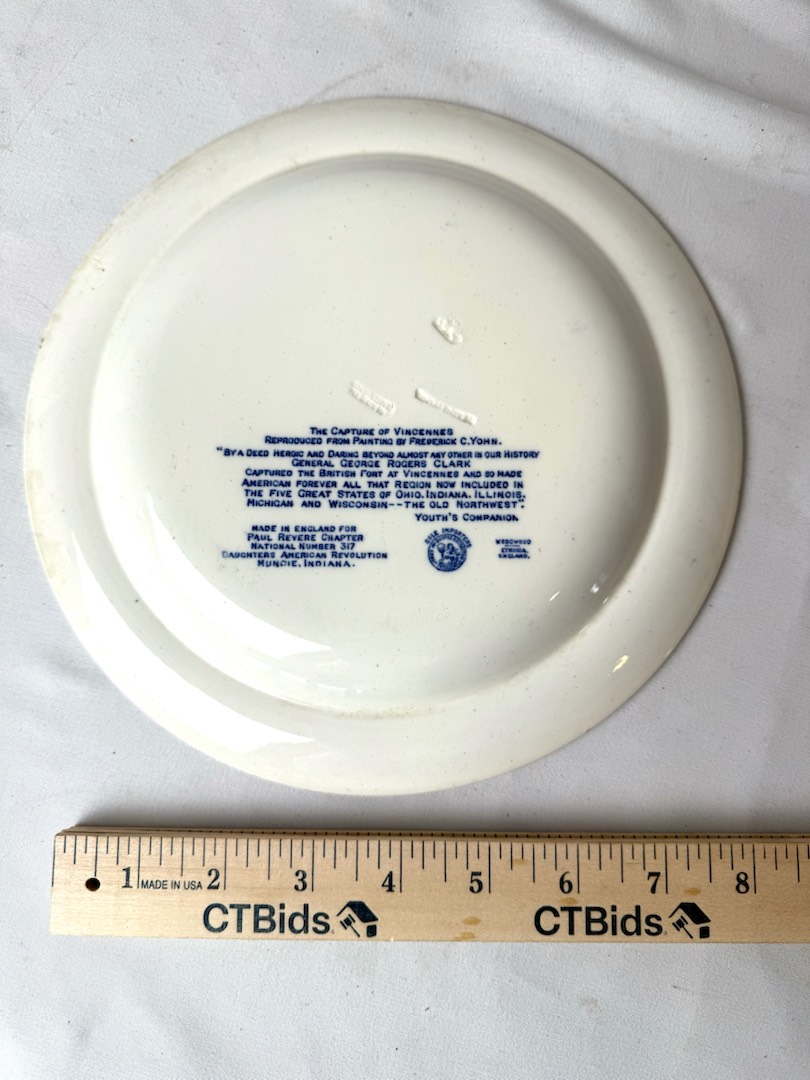 The Capture of Vincennes
Reproduced from Painting by Frederick C. Yohn.
"By a Deed Heroic and Daring beyond almost any other in our History
General George Rogers Clark
captured the British Fort at Vincennes and so made
American forever all that Region now included in
the Five Great States of Ohio, Indiana, Illinois,
Michigan and Wisconsin--the Old Northwest".
Youth's Companion
Made in England for
Paul Revere Chapter
National Number 317
Daughters American Revolution
Muncie, Indiana.
Sole Importers
Wedgwood
Etruria
England.
1 MADE IN USA 2 3 4 5 6 7 8
CTBids CTBids